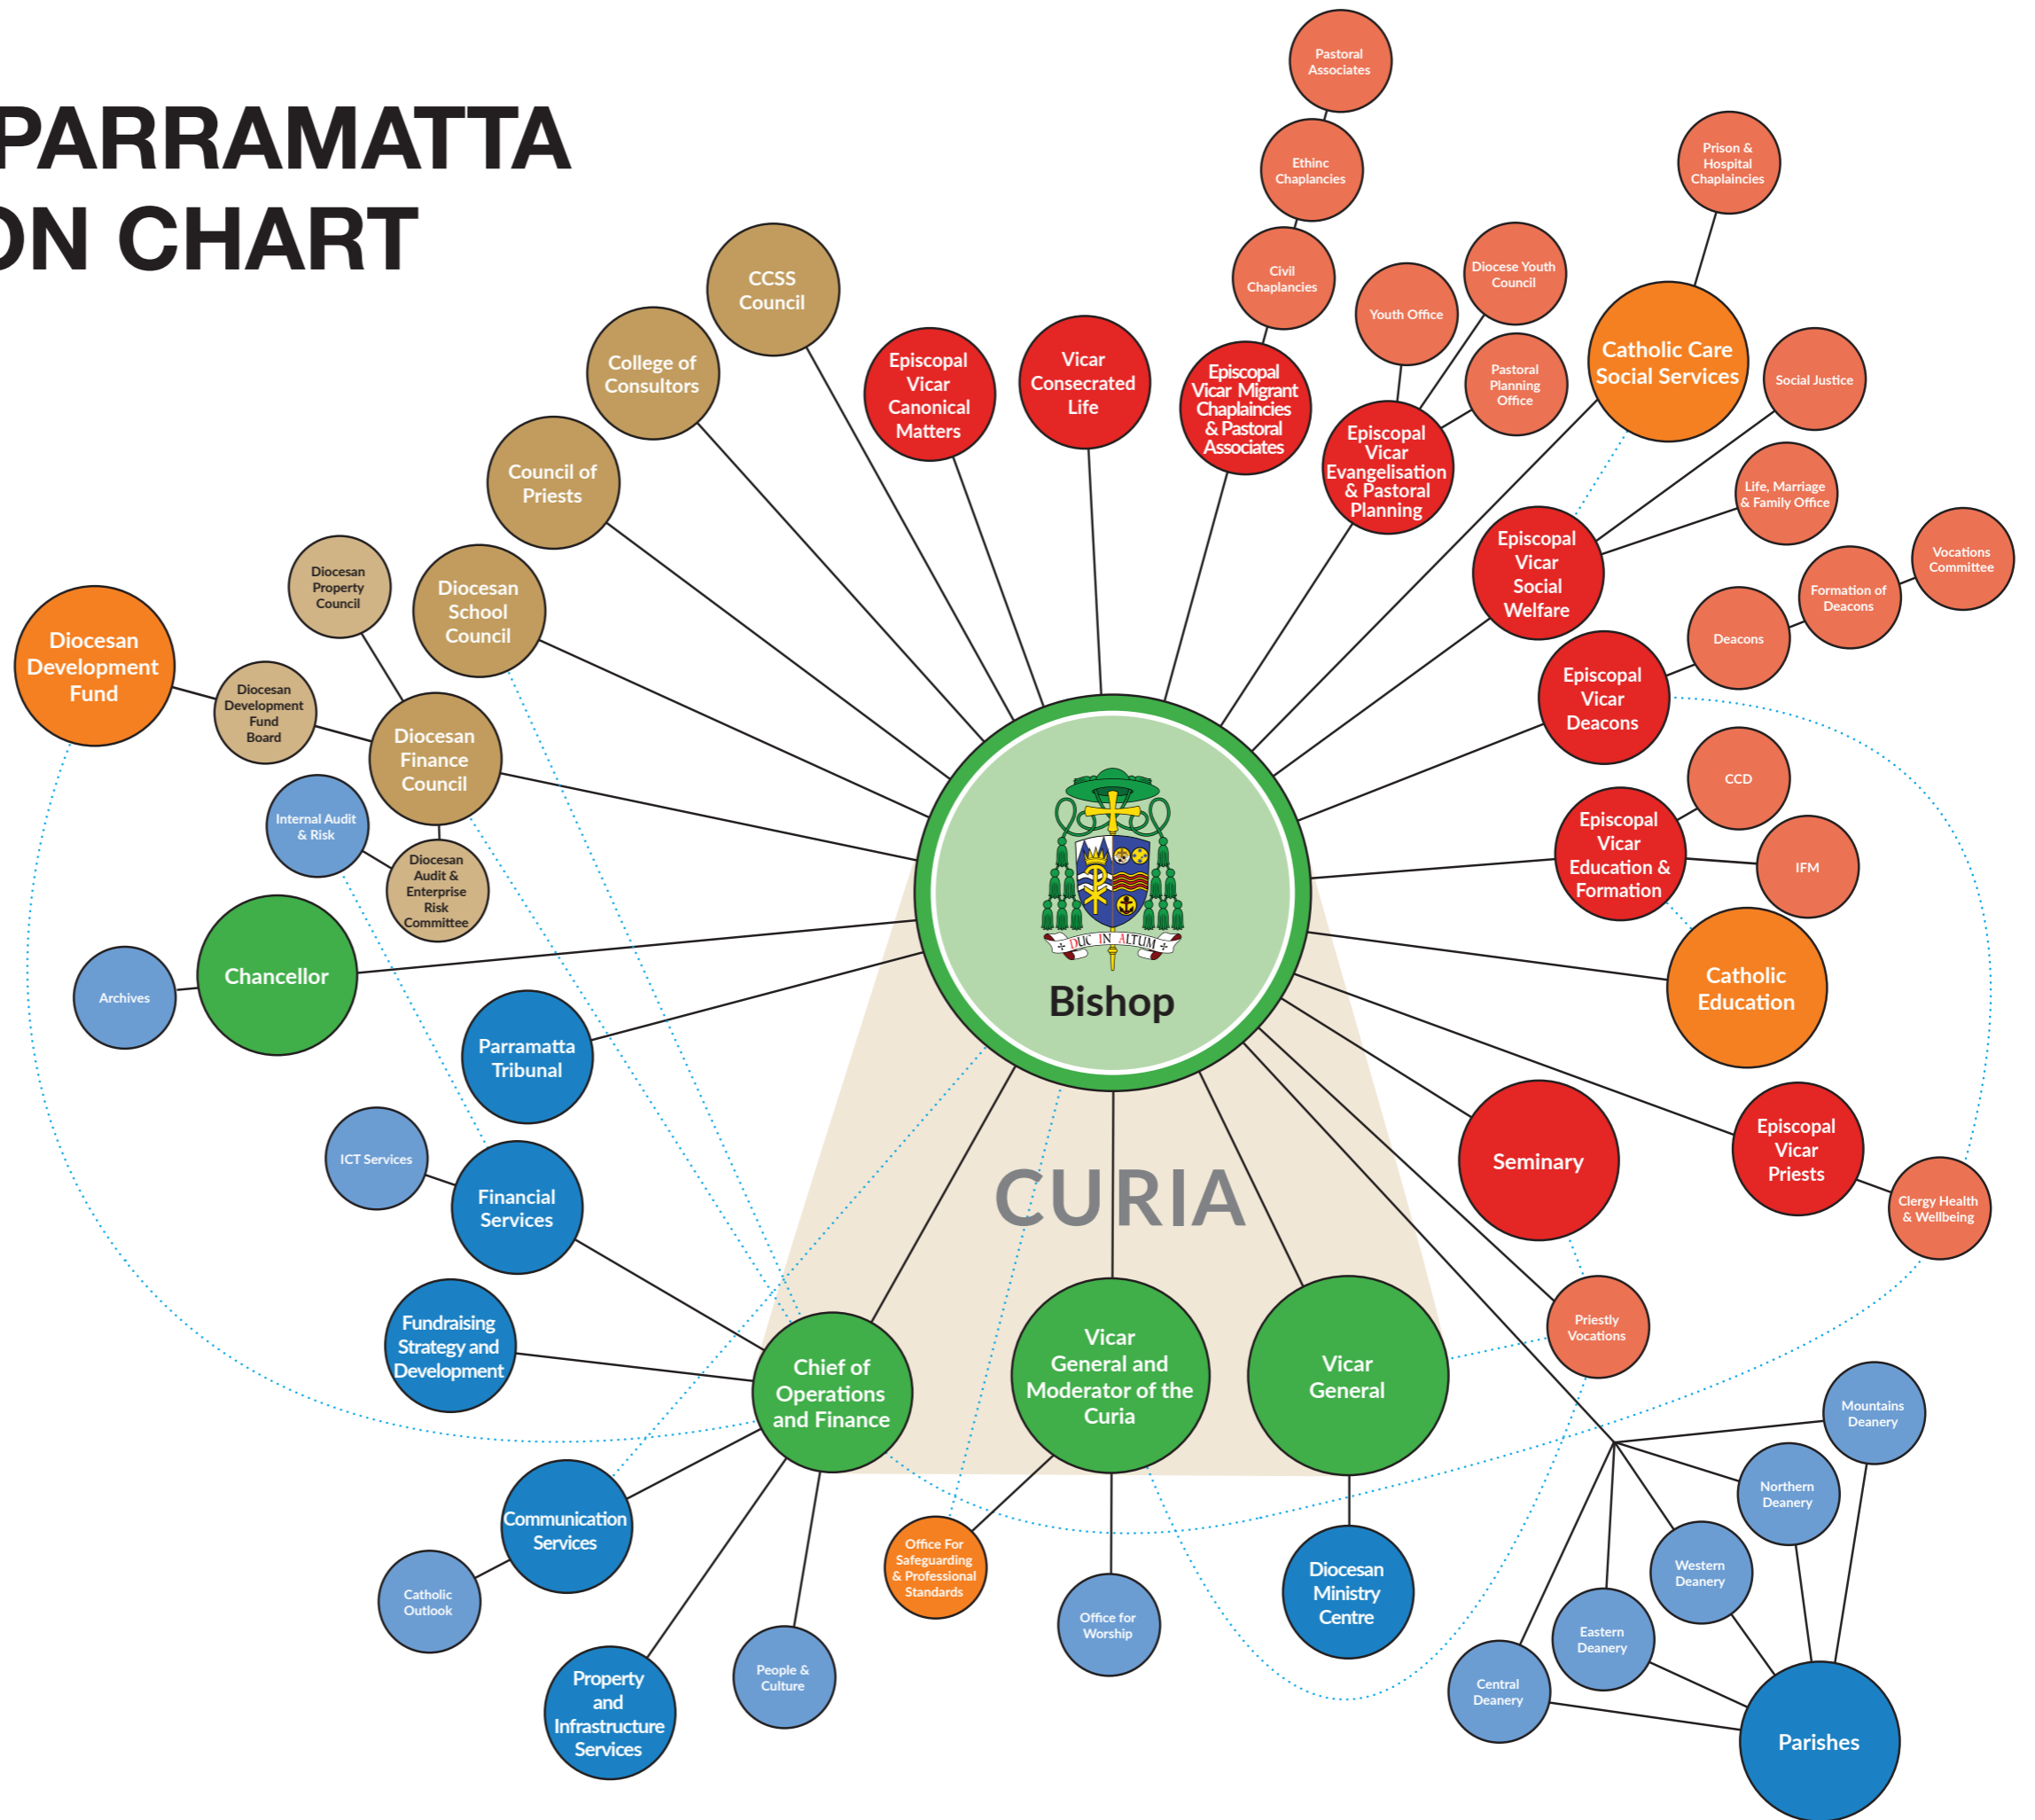 PARRAMATTA
ON CHART
Pastoral
Associates
Ethinc
Chaplancies
Civil
Chaplancies
Prison &
Hospital
Chaplaincies
CCSS
Council
College of
Consultors
Council of
Priests
Diocesan
School
Council
Diocesan
Property
Council
Diocesan
Development
Fund
Diocesan
Development
Fund
Board
Diocesan
Finance
Council
Internal Audit
& Risk
Diocesan
Audit &
Enterprise
Risk
Committee
Episcopal
Vicar
Canonical
Matters
Vicar
Consecrated
Life
Episcopal
Vicar Migrant
Chaplaincies
& Pastoral
Associates
Youth Office
Diocese Youth
Council
Pastoral
Planning
Office
Episcopal
Vicar
Evangelisation
& Pastoral
Planning
Catholic Care
Social Services
Social Justice
Life, Marriage
& Family Office
Episcopal
Vicar
Social
Welfare
Vocations
Committee
Formation of
Deacons
Deacons
Episcopal
Vicar
Deacons
CCD
IFM
Episcopal
Vicar
Education &
Formation
Catholic
Education
DUC IN ALTUM
Bishop
Chancellor
Archives
Parramatta
Tribunal
ICT Services
Financial
Services
Fundraising
Strategy and
Development
CURIA
Seminary
Episcopal
Vicar
Priests
Clergy Health
& Wellbeing
Priestly
Vocations
Chief of
Operations
and Finance
Vicar
General and
Moderator of the
Curia
Vicar
General
Communication
Services
Catholic
Outlook
Property
and
Infrastructure
Services
People &
Culture
Office For
Safeguarding
& Professional
Standards
Office for
Worship
Diocesan
Ministry
Centre
Mountains
Deanery
Northern
Deanery
Western
Deanery
Eastern
Deanery
Central
Deanery
Parishes